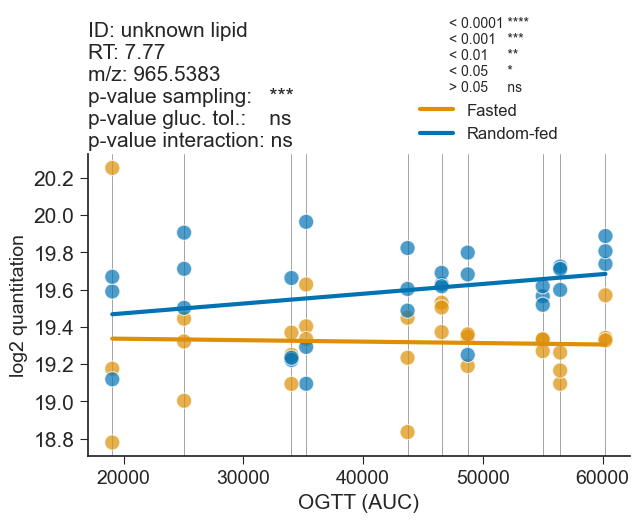 ID: unknown lipid
RT: 7.77
m/z: 965.5383
p-value sampling: ***
p-value gluc. tol.: ns
p-value interaction: ns
< 0.0001 ****
< 0.001 ***
< 0.01 **
< 0.05 *
> 0.05 ns
Fasted
Random-fed
log2 quantitation
20.2
20.0
19.8
19.6
19.4
19.2
19.0
18.8
20000 30000 40000 50000 60000
OGTT (AUC)